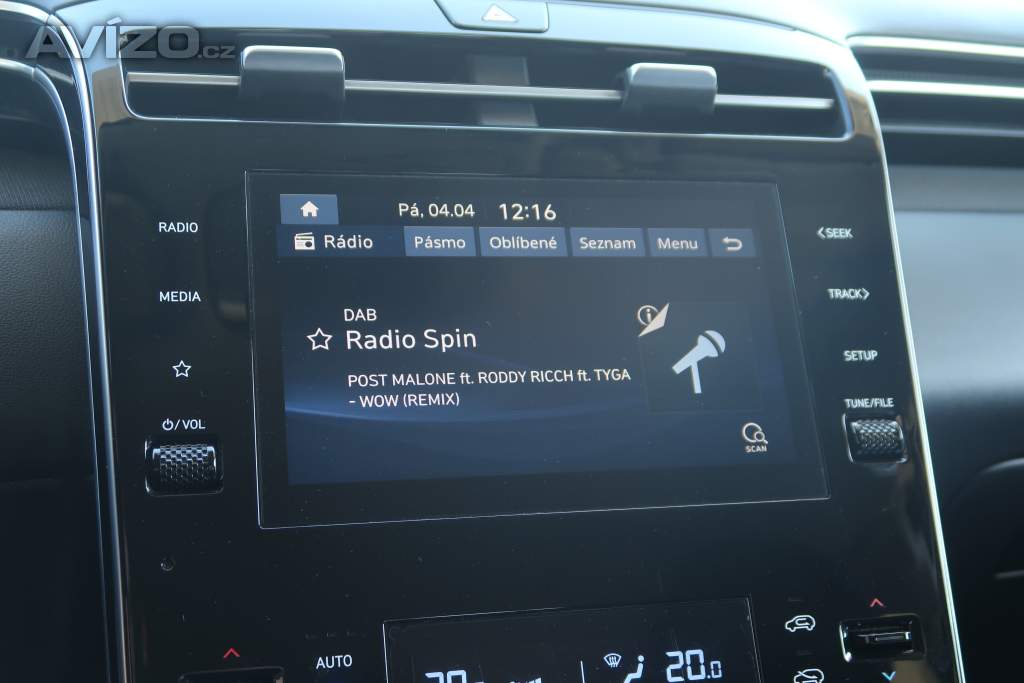 AVÍZO.cz
Pá, 04.04 12:16
RADIO
Rádio Pásmo Oblíbené Seznam Menu
<SEEK
MEDIA
TRACK>
DAB
Radio Spin
SETUP
POST MALONE ft. RODDY RICCH ft. TYGA
- WOW (REMIX)
TUNE/FILE
/VOL
SCAN
AUTO
20.0